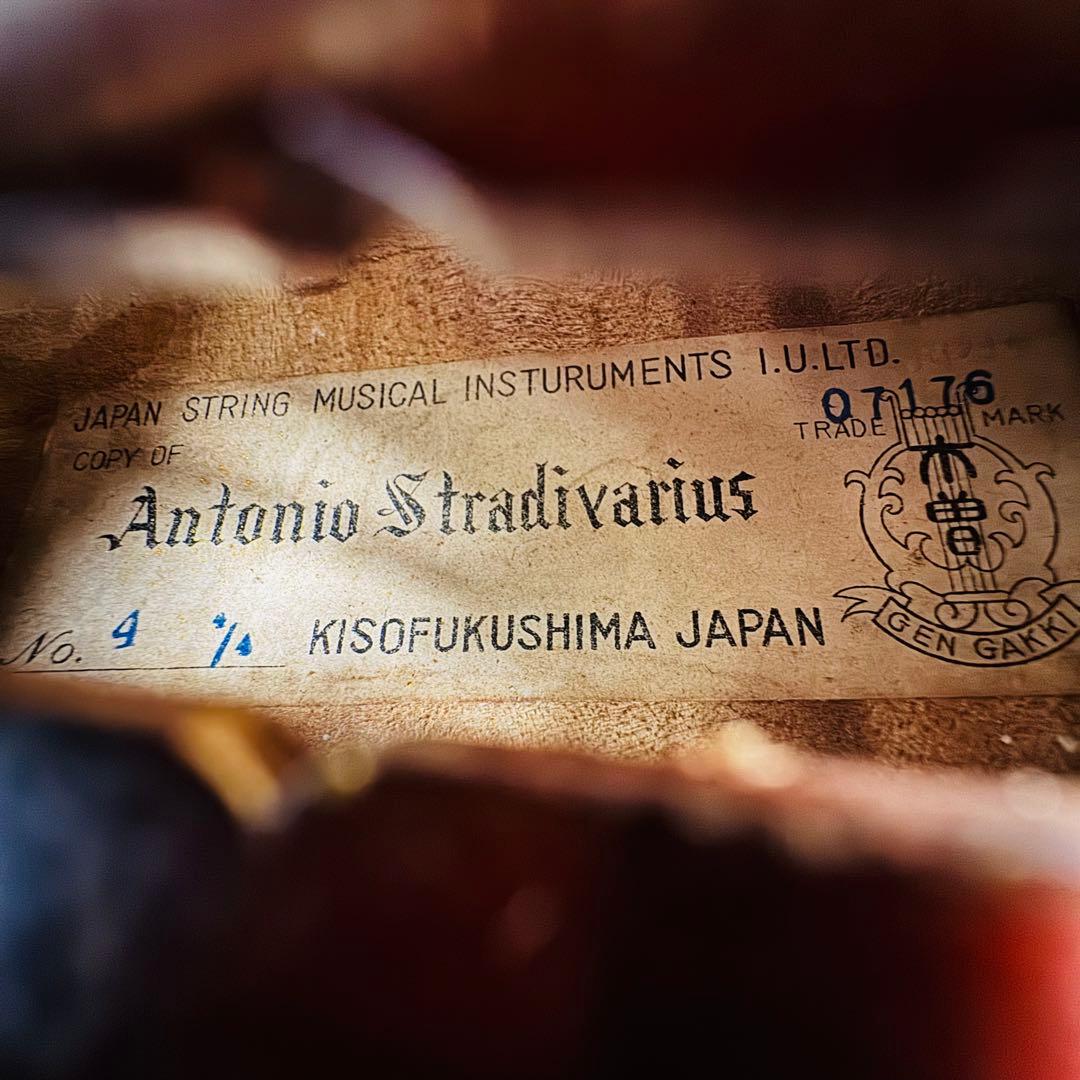 JAPAN STRING MUSICAL INSTURUMENTS I.U.LTD.
07176
TRADE MARK
COPY OF
Antonio Stradivarius
No. 4 4/4
KISOFUKUSHIMA JAPAN
GEN GAKKI